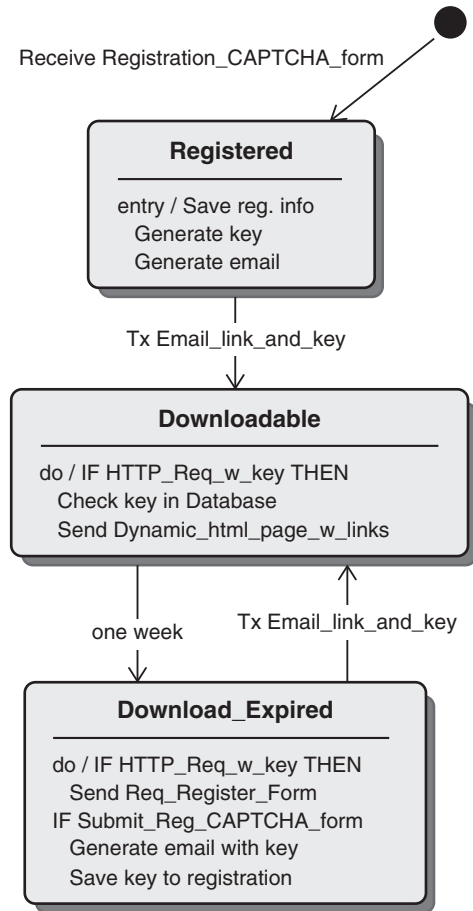 Receive Registration_CAPTCHA_form
Registered
entry / Save reg. info
Generate key
Generate email
Tx Email_link_and_key
Downloadable
do / IF HTTP_Req_w_key THEN
Check key in Database
Send Dynamic_html_page_w_links
one week
Tx Email_link_and_key
Download_Expired
do / IF HTTP_Req_w_key THEN
Send Req_Register_Form
IF Submit_Reg_CAPTCHA_form
Generate email with key
Save key to registration